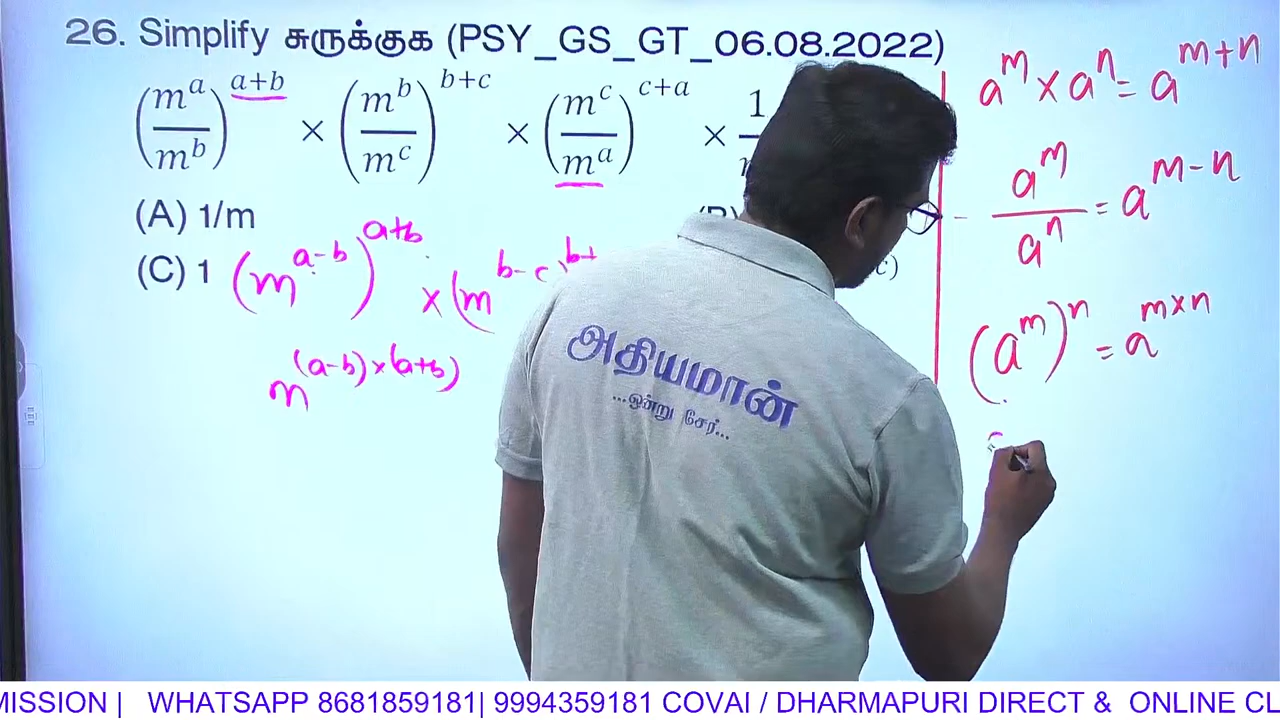 26. Simplify சுருக்குக (PSY_GS_GT_06.08.2022)
(m^a/m^b)^(a+b) × (m^b/m^c)^(b+c) × (m^c/m^a)^(c+a) × 1/
(A) 1/m
(C) 1
(m^(a-b))^(a+b) × (m^(b-c))^(b+
m^((a-b)×(a+b))
a^m × a^n = a^(m+n)
a^m/a^n = a^(m-n)
(a^m)^n = a^(m×n)
அதியமான்
...ஒன்று சேர்...
MISSION | WHATSAPP 8681859181| 9994359181 COVAI / DHARMAPURI DIRECT & ONLINE CL